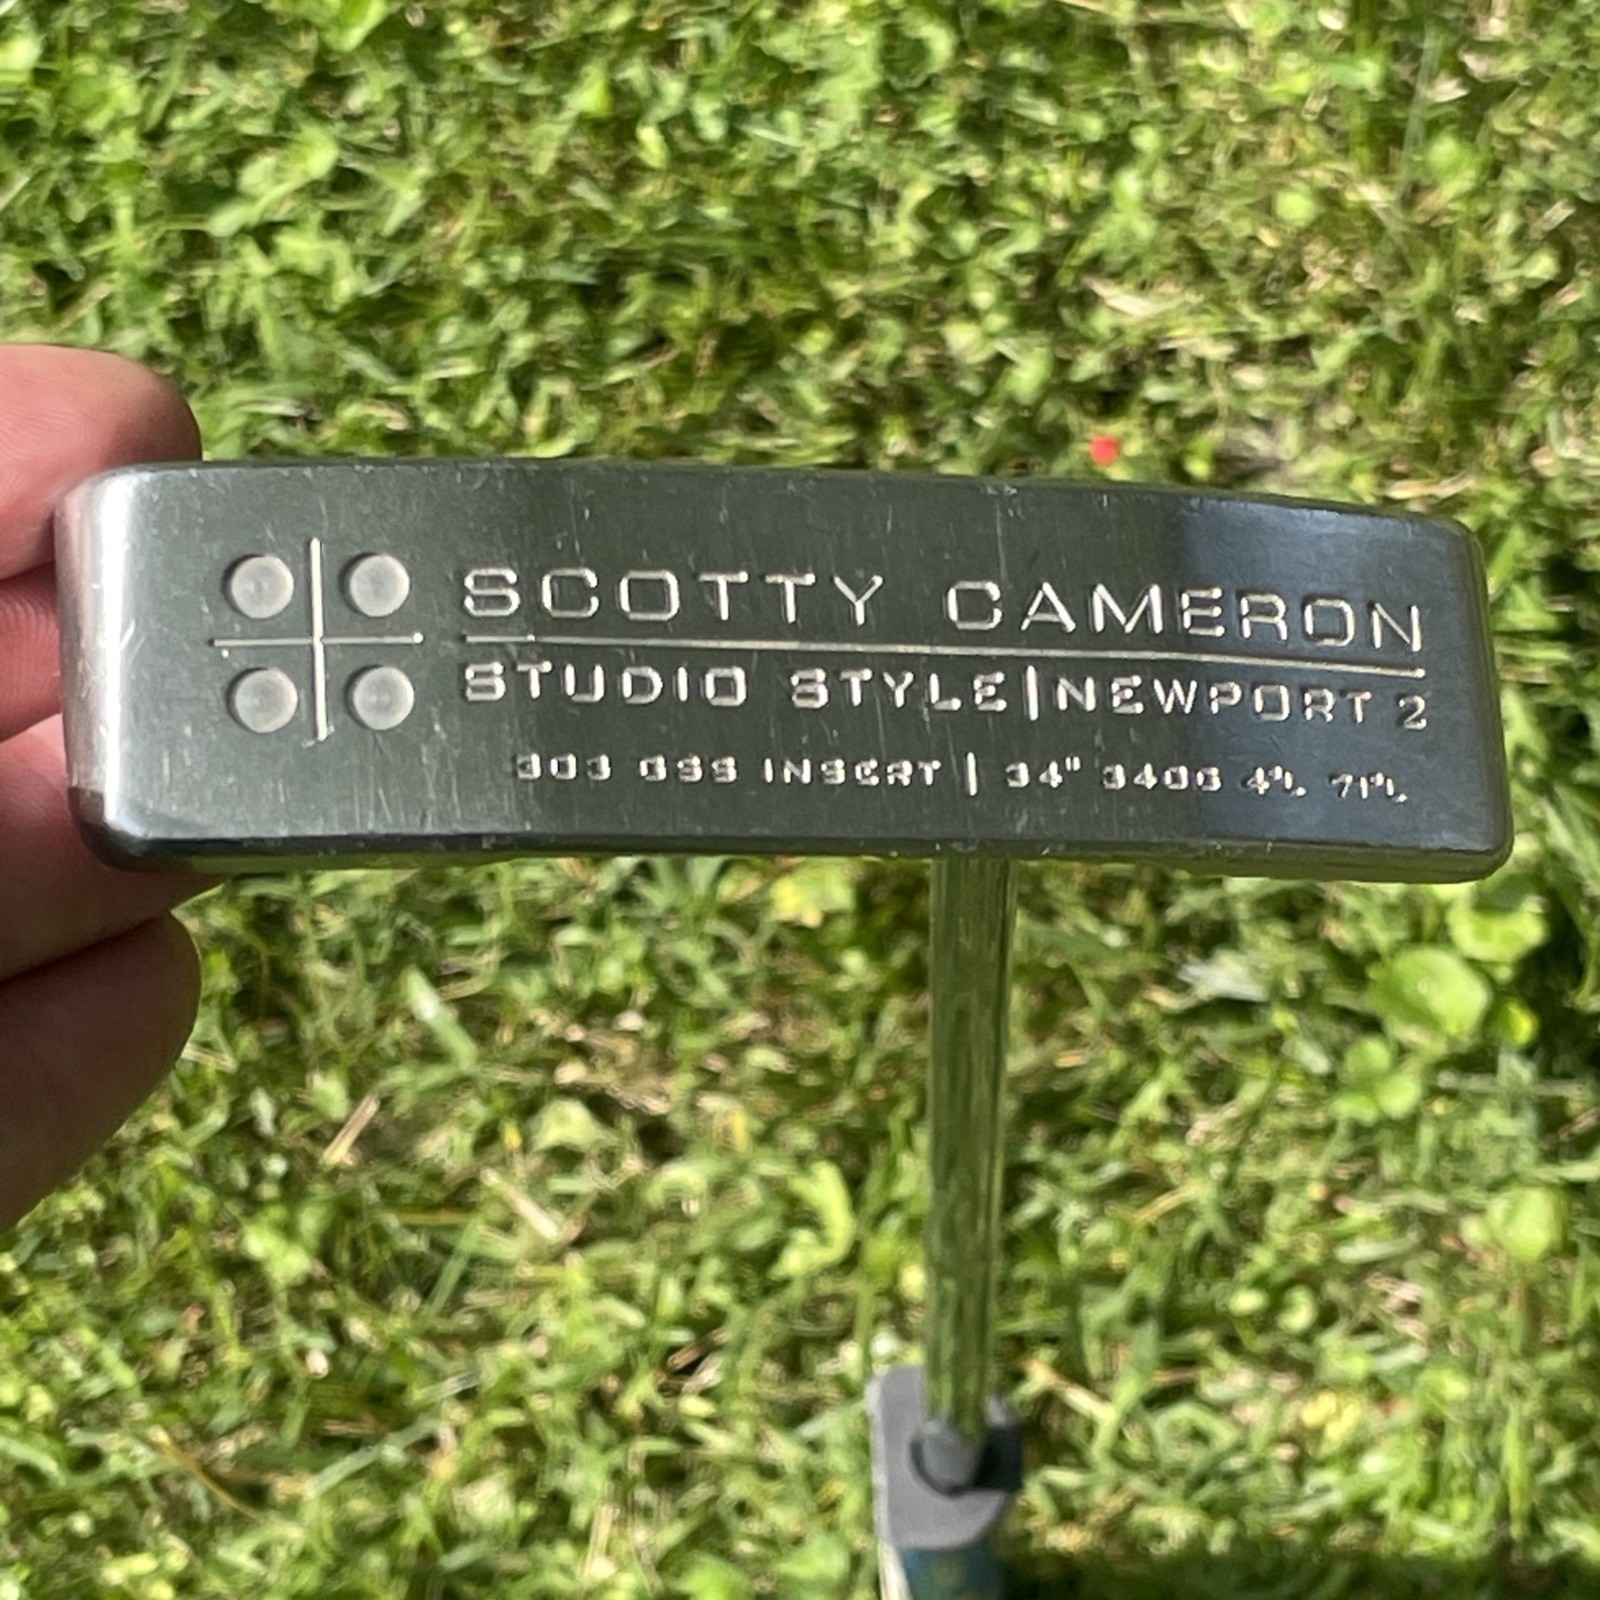 SCOTTY CAMERON
STUDIO STYLE|NEWPORT 2
303 GSS INSERT | 34" 340G 4°L 71°L